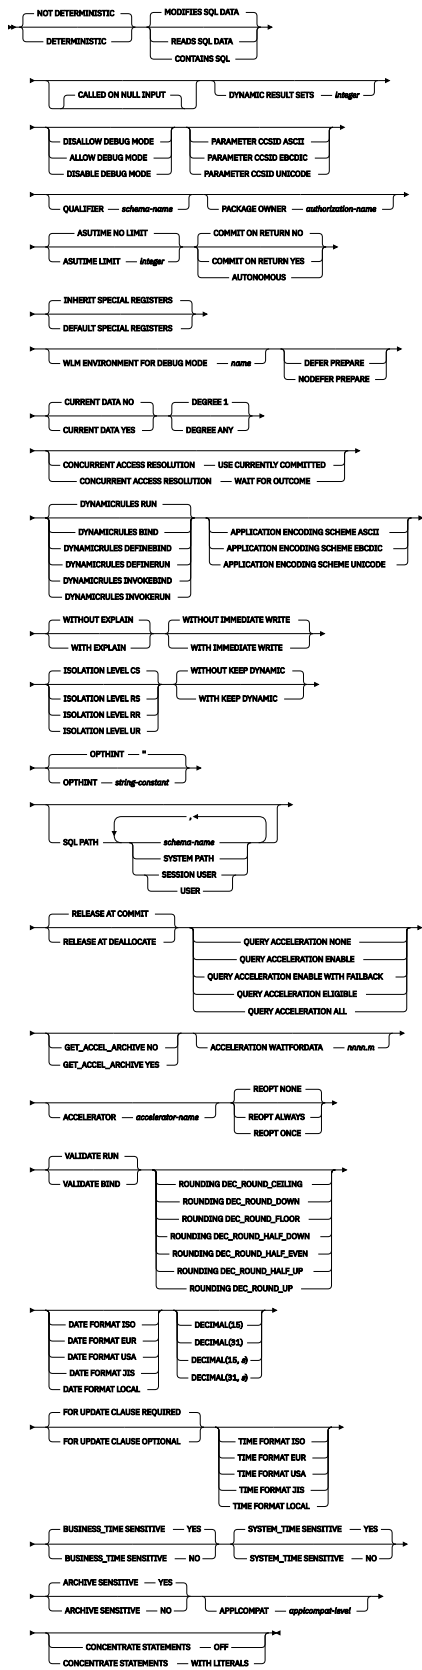 NOT DETERMINISTIC MODIFIES SQL DATA
DETERMINISTIC READS SQL DATA
CONTAINS SQL
CALLED ON NULL INPUT DYNAMIC RESULT SETS integer
DISALLOW DEBUG MODE PARAMETER CCSID ASCII
ALLOW DEBUG MODE PARAMETER CCSID EBCDIC
DISABLE DEBUG MODE PARAMETER CCSID UNICODE
QUALIFIER schema-name PACKAGE OWNER authorization-name
ASUTIME NO LIMIT COMMIT ON RETURN NO
ASUTIME LIMIT integer COMMIT ON RETURN YES
AUTONOMOUS
INHERIT SPECIAL REGISTERS
DEFAULT SPECIAL REGISTERS
WLM ENVIRONMENT FOR DEBUG MODE name DEFER PREPARE
NODEFER PREPARE
CURRENT DATA NO DEGREE 1
CURRENT DATA YES DEGREE ANY
CONCURRENT ACCESS RESOLUTION USE CURRENTLY COMMITTED
CONCURRENT ACCESS RESOLUTION WAIT FOR OUTCOME
DYNAMICRULES RUN
DYNAMICRULES BIND APPLICATION ENCODING SCHEME ASCII
DYNAMICRULES DEFINEBIND APPLICATION ENCODING SCHEME EBCDIC
DYNAMICRULES DEFINERUN APPLICATION ENCODING SCHEME UNICODE
DYNAMICRULES INVOKEBIND
DYNAMICRULES INVOKERUN
WITHOUT EXPLAIN WITHOUT IMMEDIATE WRITE
WITH EXPLAIN WITH IMMEDIATE WRITE
ISOLATION LEVEL CS WITHOUT KEEP DYNAMIC
ISOLATION LEVEL RS WITH KEEP DYNAMIC
ISOLATION LEVEL RR
ISOLATION LEVEL UR
OPTHINT ''
OPTHINT string-constant
,
SQL PATH schema-name
SYSTEM PATH
SESSION USER
USER
RELEASE AT COMMIT
RELEASE AT DEALLOCATE QUERY ACCELERATION NONE
QUERY ACCELERATION ENABLE
QUERY ACCELERATION ENABLE WITH FAILBACK
QUERY ACCELERATION ELIGIBLE
QUERY ACCELERATION ALL
GET_ACCEL_ARCHIVE NO ACCELERATION WAITFORDATA nnnn.m
GET_ACCEL_ARCHIVE YES
REOPT NONE
ACCELERATOR accelerator-name REOPT ALWAYS
REOPT ONCE
VALIDATE RUN
VALIDATE BIND ROUNDING DEC_ROUND_CEILING
ROUNDING DEC_ROUND_DOWN
ROUNDING DEC_ROUND_FLOOR
ROUNDING DEC_ROUND_HALF_DOWN
ROUNDING DEC_ROUND_HALF_EVEN
ROUNDING DEC_ROUND_HALF_UP
ROUNDING DEC_ROUND_UP
DATE FORMAT ISO DECIMAL(15)
DATE FORMAT EUR DECIMAL(31)
DATE FORMAT USA DECIMAL(15, s)
DATE FORMAT JIS DECIMAL(31, s)
DATE FORMAT LOCAL
FOR UPDATE CLAUSE REQUIRED
FOR UPDATE CLAUSE OPTIONAL TIME FORMAT ISO
TIME FORMAT EUR
TIME FORMAT USA
TIME FORMAT JIS
TIME FORMAT LOCAL
BUSINESS_TIME SENSITIVE YES SYSTEM_TIME SENSITIVE YES
BUSINESS_TIME SENSITIVE NO SYSTEM_TIME SENSITIVE NO
ARCHIVE SENSITIVE YES
ARCHIVE SENSITIVE NO APPLCOMPAT applcompat-level
CONCENTRATE STATEMENTS OFF
CONCENTRATE STATEMENTS WITH LITERALS